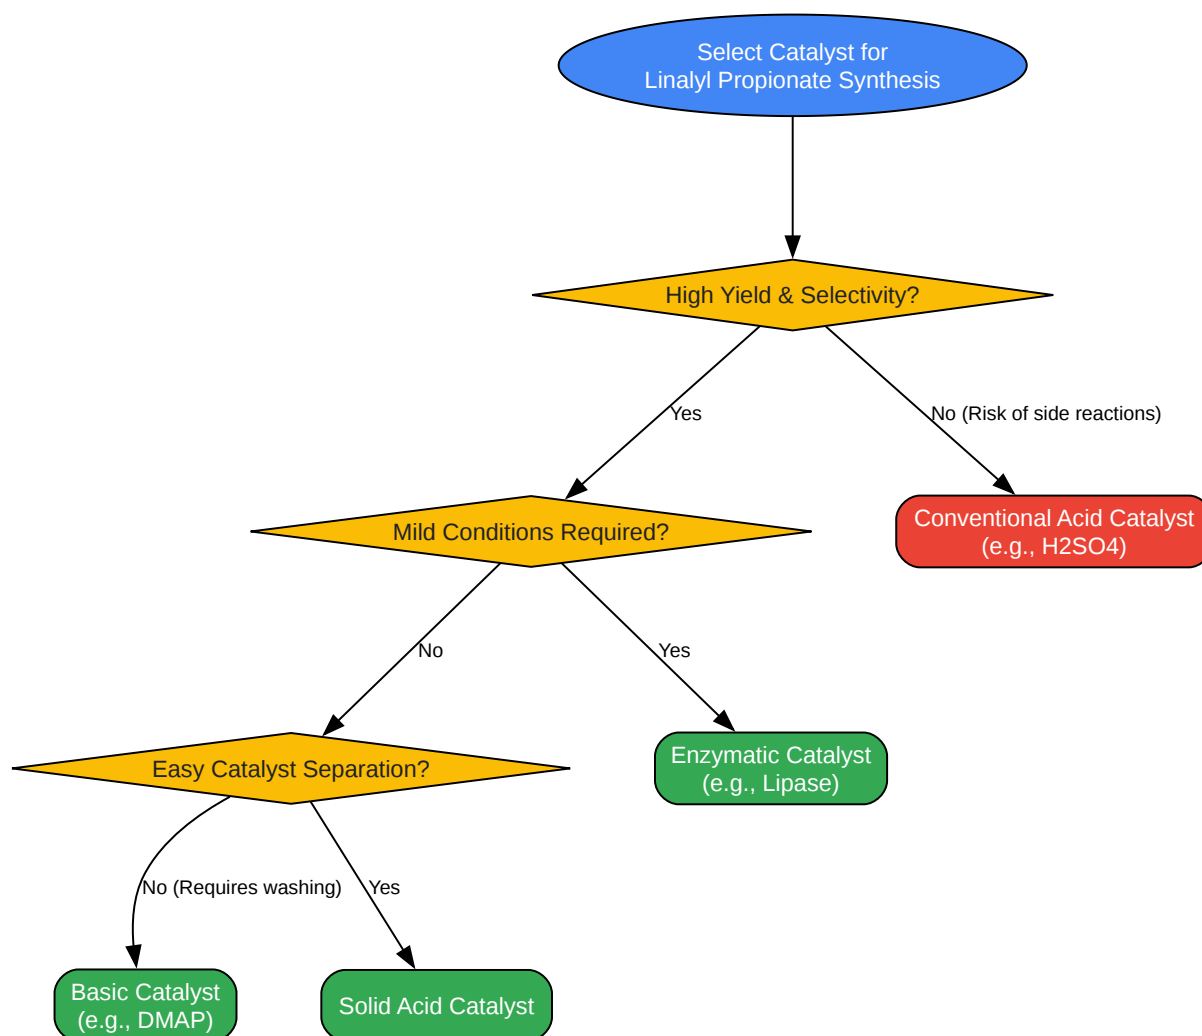 Select Catalyst for
Linalyl Propionate Synthesis
High Yield & Selectivity?
Yes
No (Risk of side reactions)
Mild Conditions Required?
Conventional Acid Catalyst
(e.g., H2SO4)
No
Yes
Easy Catalyst Separation?
Enzymatic Catalyst
(e.g., Lipase)
No (Requires washing)
Yes
Basic Catalyst
(e.g., DMAP)
Solid Acid Catalyst